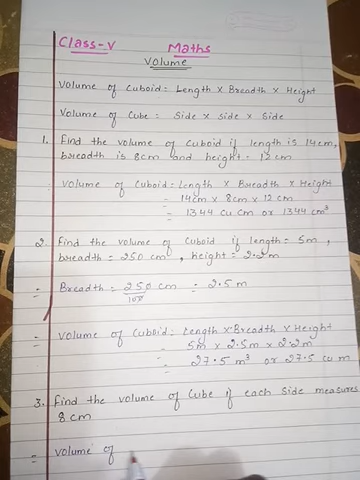 Class-V Maths
Volume
Volume of Cuboid = Length × Breadth × Height
Volume of Cube = Side × Side × Side
1. Find the volume of Cuboid if length is 14cm,
breadth is 8cm and height = 12cm
Volume of Cuboid = Length × Breadth × Height
= 14cm × 8cm × 12 cm
= 1344 cu cm or 1344 cm³
2. Find the volume of Cuboid if length = 5m,
breadth = 250 cm, height = 2.2m
= Breadth = 250/100 cm = 2.5 m
= Volume of Cuboid = Length × Breadth × Height
= 5m × 2.5m × 2.2m
= 27.5 m³ or 27.5 cu m
3. Find the volume of Cube if each side measures
8cm
= Volume of